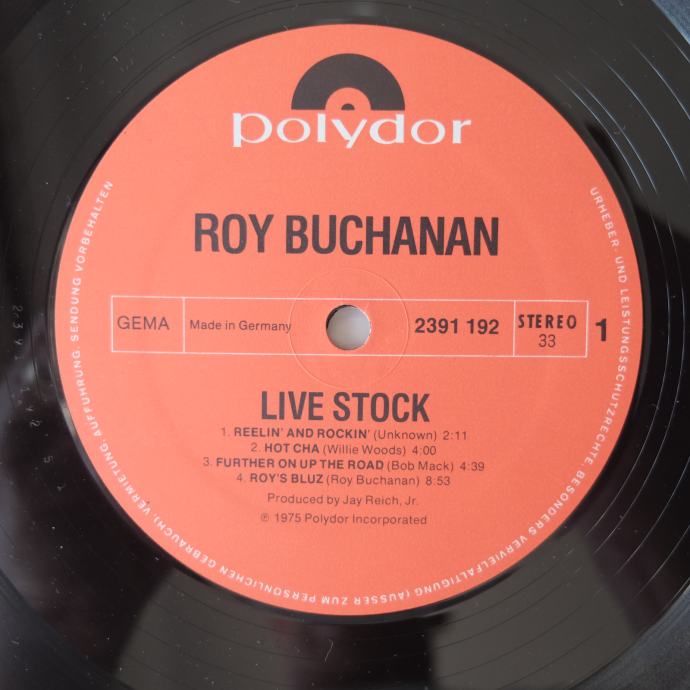 polydor
ROY BUCHANAN
GEMA
Made in Germany
2391 192
STEREO
33
1
LIVE STOCK
1. REELIN' AND ROCKIN' (Unknown) 2:11
2. HOT CHA (Willie Woods) 4:00
3. FURTHER ON UP THE ROAD (Bob Mack) 4:39
4. ROY'S BLUZ (Roy Buchanan) 8:53
Produced by Jay Reich, Jr.
℗ 1975 Polydor Incorporated
URHEBER- UND LEISTUNGSSCHUTZRECHTE, BESONDERS VERVIELFÄLTIGUNG (AUSSER ZUM PERSÖNLICHEN GEBRAUCH), VERMIETUNG, AUFFÜHRUNG, SENDUNG VORBEHALTEN